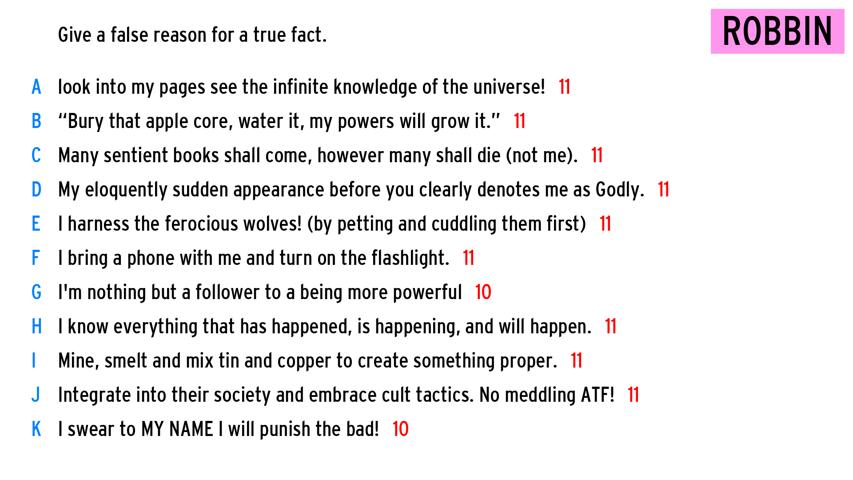 ROBBIN
Give a false reason for a true fact.
A look into my pages see the infinite knowledge of the universe! 11
B “Bury that apple core, water it, my powers will grow it.” 11
C Many sentient books shall come, however many shall die (not me). 11
D My eloquently sudden appearance before you clearly denotes me as Godly. 11
E I harness the ferocious wolves! (by petting and cuddling them first) 11
F I bring a phone with me and turn on the flashlight. 11
G I'm nothing but a follower to a being more powerful 10
H I know everything that has happened, is happening, and will happen. 11
I Mine, smelt and mix tin and copper to create something proper. 11
J Integrate into their society and embrace cult tactics. No meddling ATF! 11
K I swear to MY NAME I will punish the bad! 10